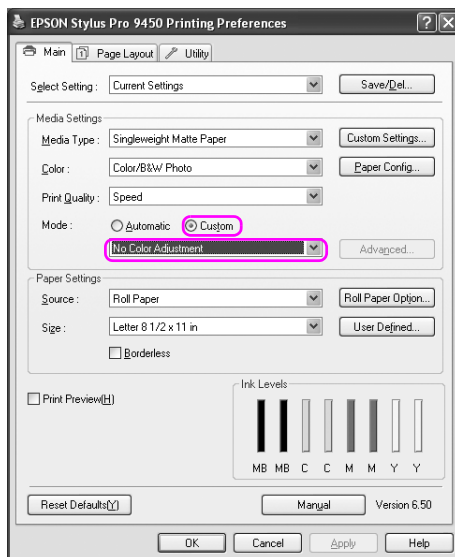 EPSON Stylus Pro 9450 Printing Preferences
Main Page Layout Utility
Select Setting : Current Settings Save/Del...
Media Settings
Media Type : Singleweight Matte Paper Custom Settings...
Color : Color/B&W Photo Paper Config...
Print Quality : Speed
Mode : Automatic Custom
No Color Adjustment Advanced...
Paper Settings
Source : Roll Paper Roll Paper Option...
Size : Letter 8 1/2 x 11 in User Defined...
Borderless
Print Preview(H)
Ink Levels
MB MB C C M M Y Y
Reset Defaults(Y) Manual Version 6.50
OK Cancel Apply Help